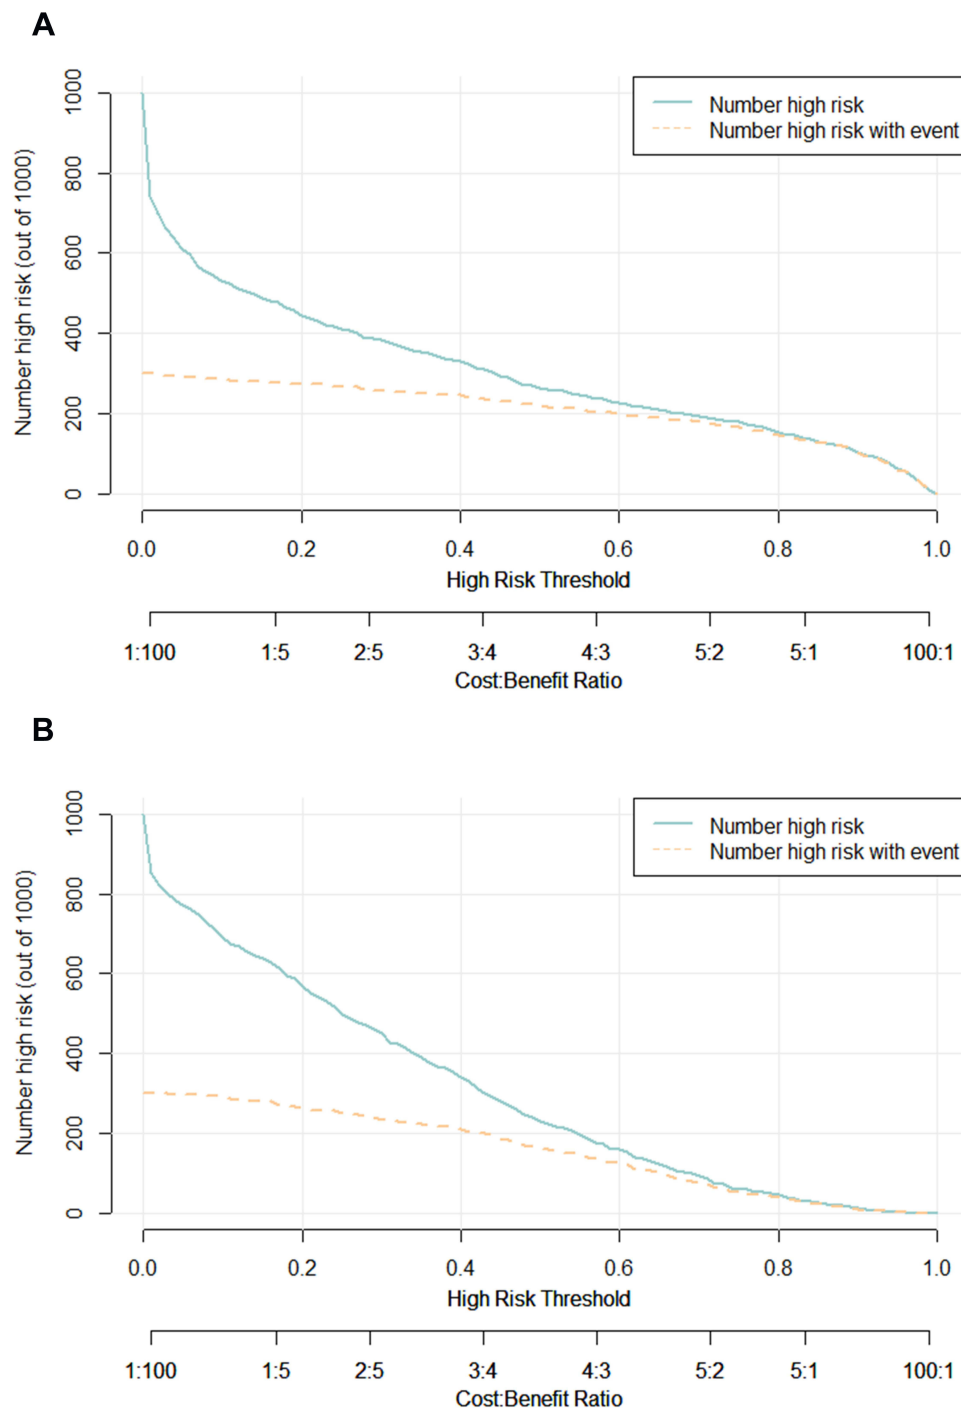 A
Number high risk (out of 1000)
1000
800
600
400
200
0
Number high risk
Number high risk with event
0.0 0.2 0.4 0.6 0.8 1.0
High Risk Threshold
1:100 1:5 2:5 3:4 4:3 5:2 5:1 100:1
Cost:Benefit Ratio
B
Number high risk (out of 1000)
1000
800
600
400
200
0
Number high risk
Number high risk with event
0.0 0.2 0.4 0.6 0.8 1.0
High Risk Threshold
1:100 1:5 2:5 3:4 4:3 5:2 5:1 100:1
Cost:Benefit Ratio